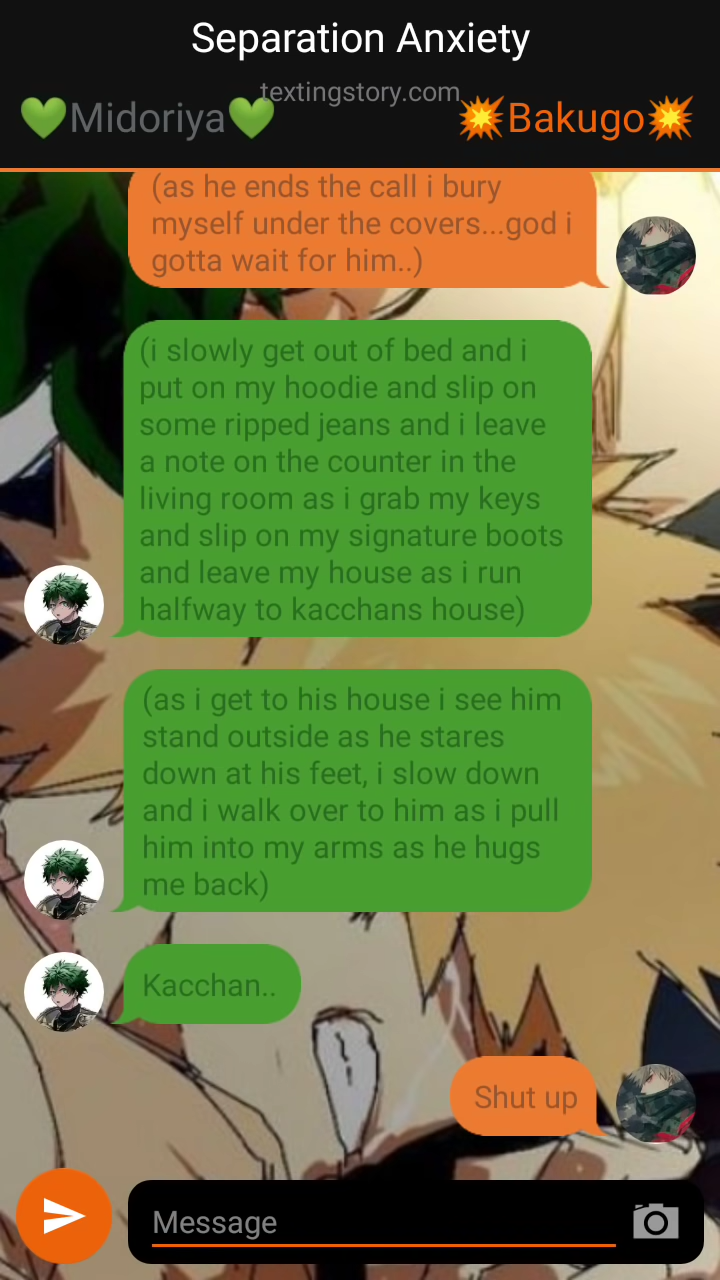 Separation Anxiety
textingstory.com
💚Midoriya💚
💥Bakugo💥
(as he ends the call i bury
myself under the covers...god i
gotta wait for him..)
(i slowly get out of bed and i
put on my hoodie and slip on
some ripped jeans and i leave
a note on the counter in the
living room as i grab my keys
and slip on my signature boots
and leave my house as i run
halfway to kacchans house)
(as i get to his house i see him
stand outside as he stares
down at his feet, i slow down
and i walk over to him as i pull
him into my arms as he hugs
me back)
Kacchan..
Shut up
Message